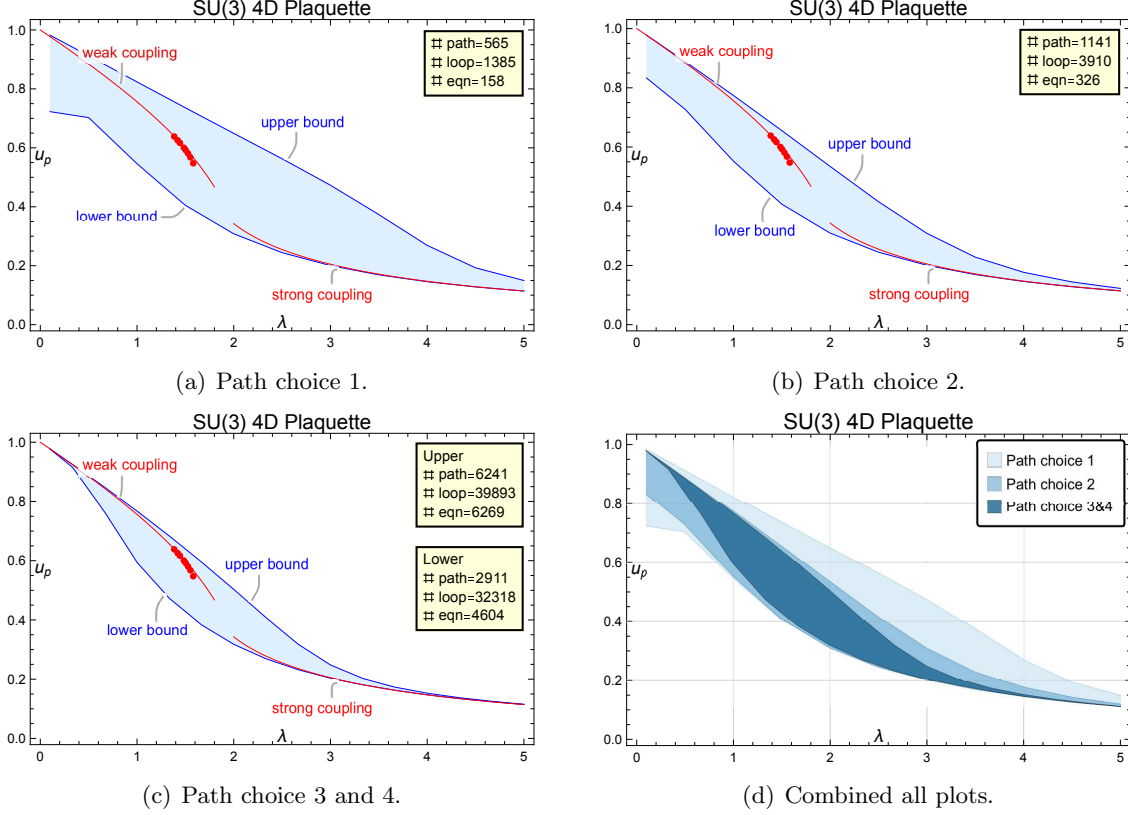 SU(3) 4D Plaquette
# path=565
# loop=1385
# eqn=158
weak coupling
upper bound
lower bound
strong coupling
u_p
1.0
0.8
0.6
0.4
0.2
0.0
0 1 2 3 4 5
λ
(a) Path choice 1.
SU(3) 4D Plaquette
# path=1141
# loop=3910
# eqn=326
weak coupling
upper bound
lower bound
strong coupling
u_p
1.0
0.8
0.6
0.4
0.2
0.0
0 1 2 3 4 5
λ
(b) Path choice 2.
SU(3) 4D Plaquette
Upper
# path=6241
# loop=39893
# eqn=6269
Lower
# path=2911
# loop=32318
# eqn=4604
weak coupling
upper bound
lower bound
strong coupling
u_p
1.0
0.8
0.6
0.4
0.2
0.0
0 1 2 3 4 5
λ
(c) Path choice 3 and 4.
SU(3) 4D Plaquette
Path choice 1
Path choice 2
Path choice 3&4
u_p
1.0
0.8
0.6
0.4
0.2
0.0
0 1 2 3 4 5
λ
(d) Combined all plots.